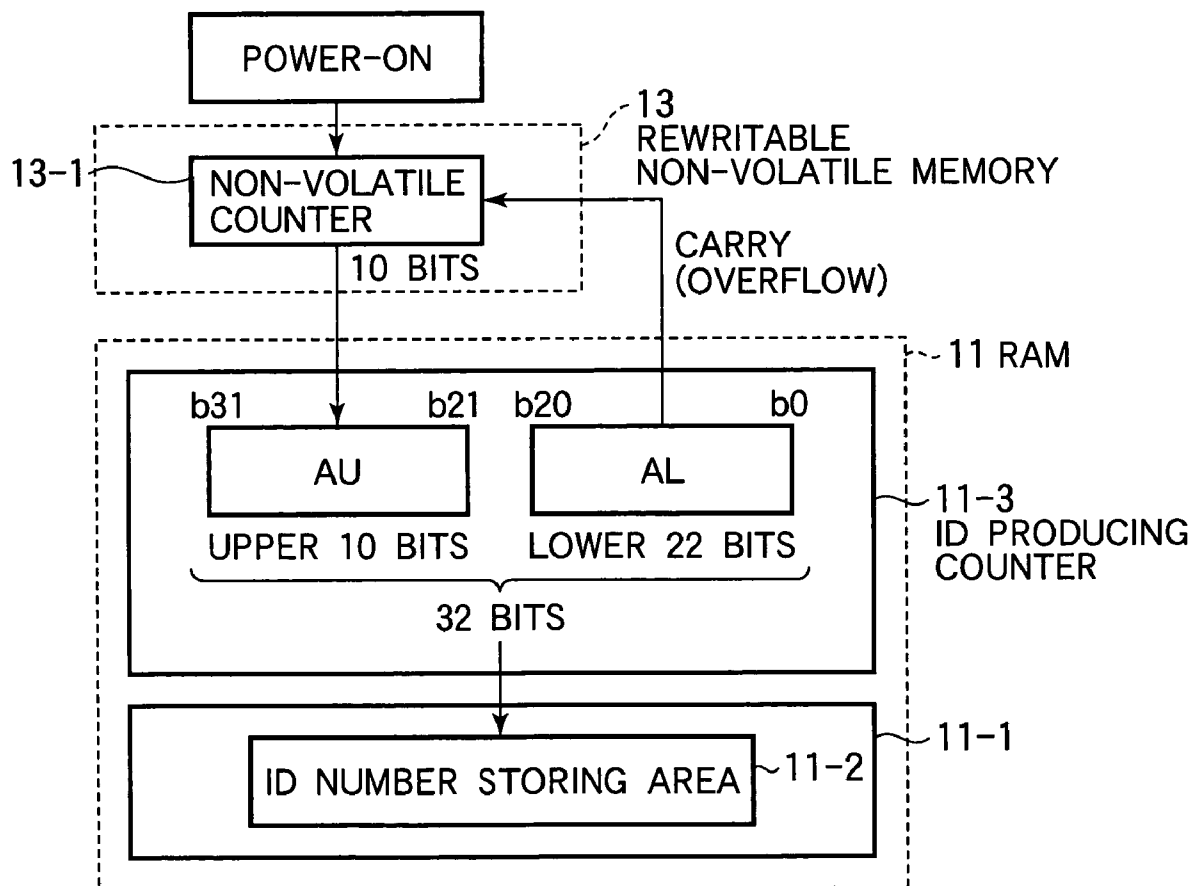 POWER-ON
13
REWRITABLE
NON-VOLATILE MEMORY
13-1
NON-VOLATILE
COUNTER
10 BITS
CARRY
(OVERFLOW)
11 RAM
b31 b21 b20 b0
AU AL
UPPER 10 BITS LOWER 22 BITS
11-3
ID PRODUCING
COUNTER
32 BITS
11-1
ID NUMBER STORING AREA
11-2